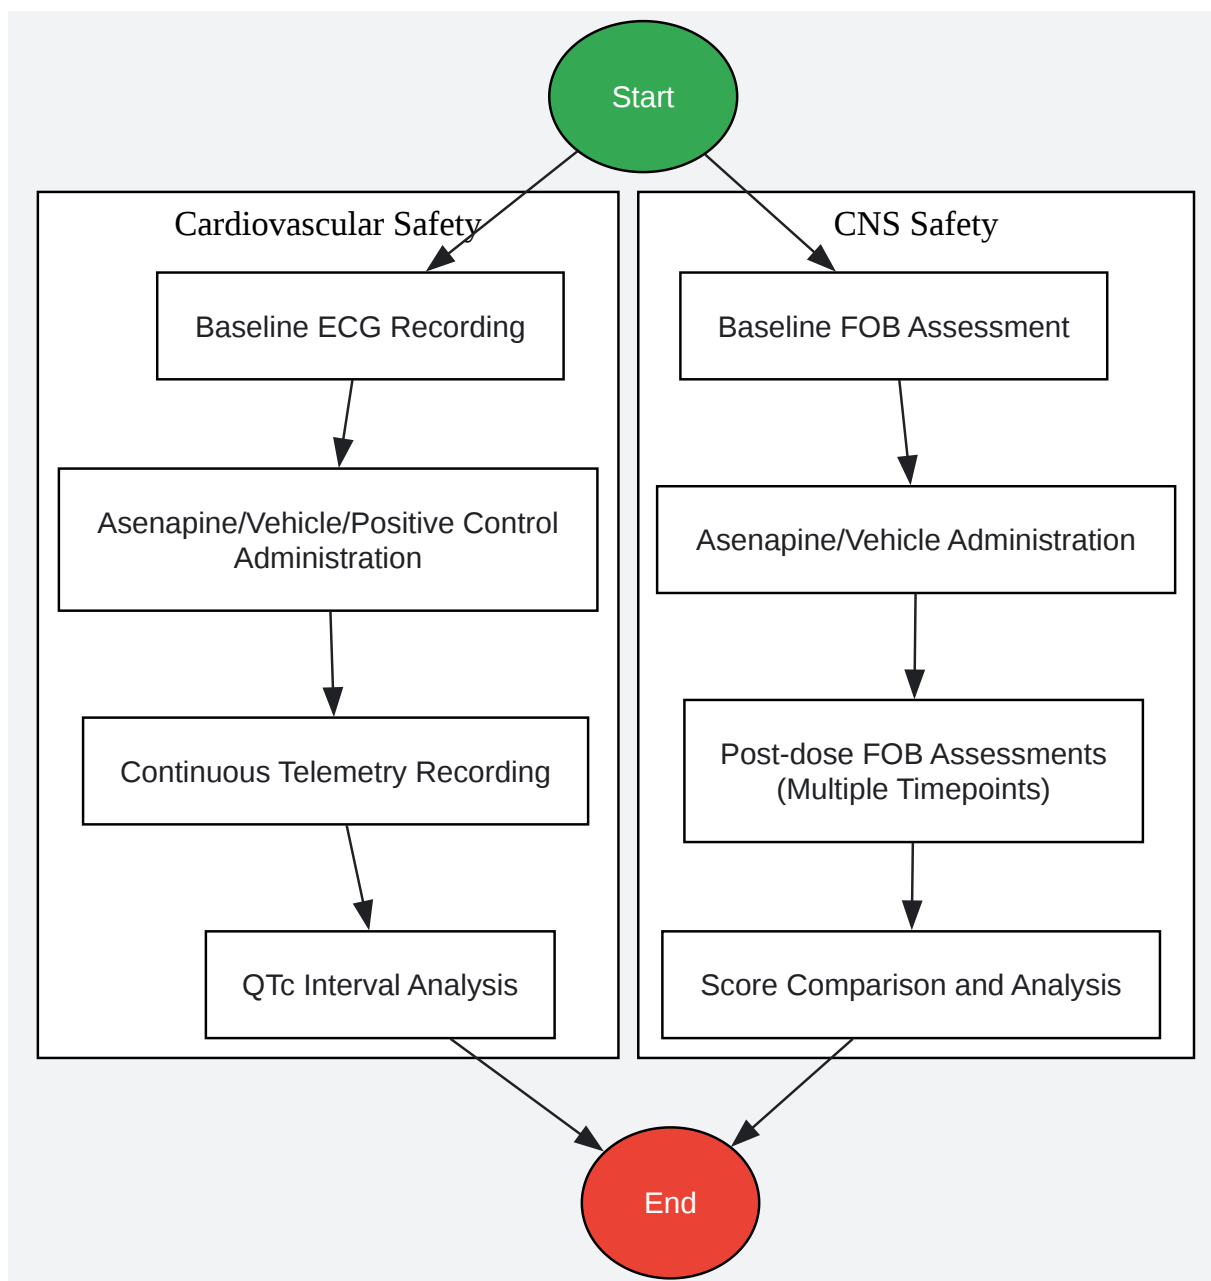 Start
Cardiovascular Safety
Baseline ECG Recording
Asenapine/Vehicle/Positive Control
Administration
Continuous Telemetry Recording
QTc Interval Analysis
CNS Safety
Baseline FOB Assessment
Asenapine/Vehicle Administration
Post-dose FOB Assessments
(Multiple Timepoints)
Score Comparison and Analysis
End